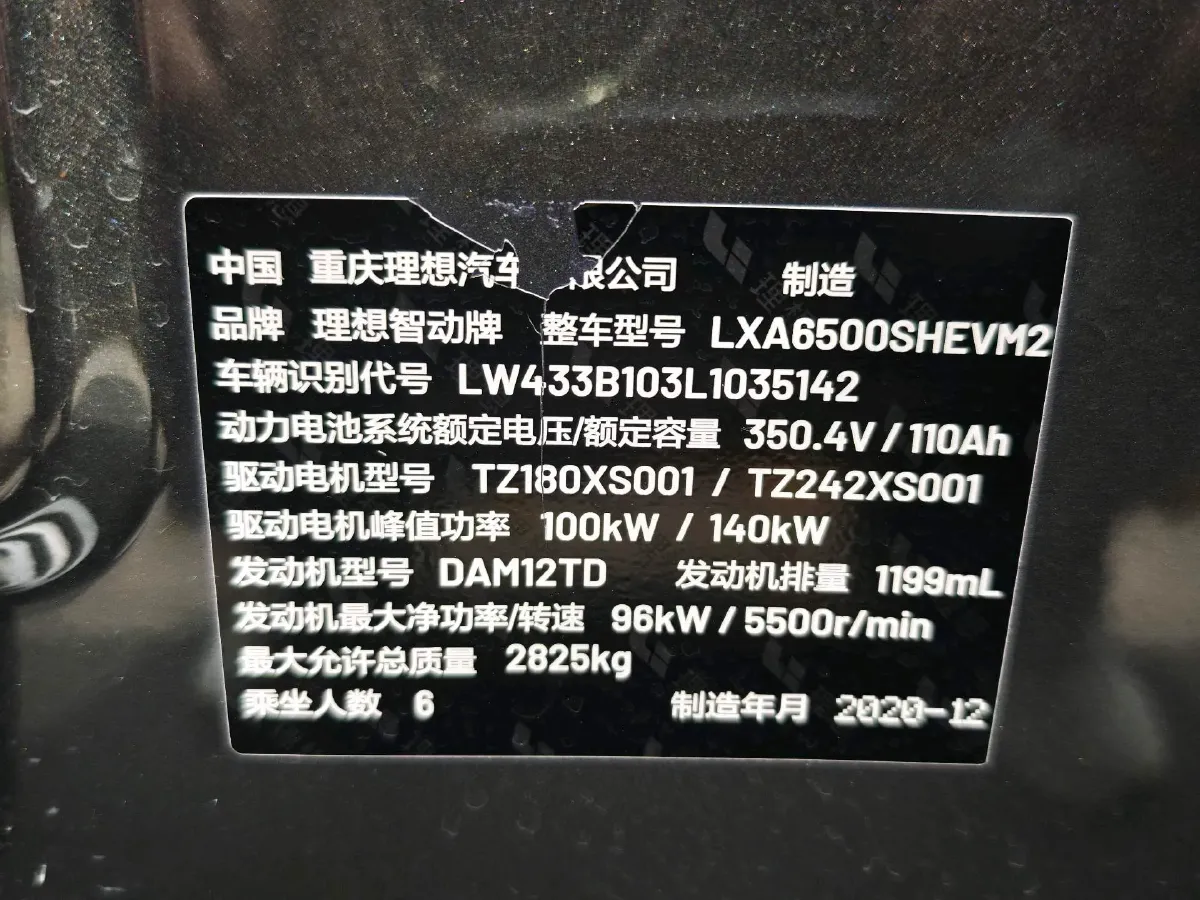 中国 重庆理想汽车 限公司 制造
品牌 理想智动牌 整车型号 LXA6500SHEVM2
车辆识别代号 LW433B103L1035142
动力电池系统额定电压/额定容量 350.4V / 110Ah
驱动电机型号 TZ180XS001 / TZ242XS001
驱动电机峰值功率 100kW / 140kW
发动机型号 DAM12TD 发动机排量 1199mL
发动机最大净功率/转速 96kW / 5500r/min
最大允许总质量 2825kg
乘坐人数 6 制造年月 2020-12